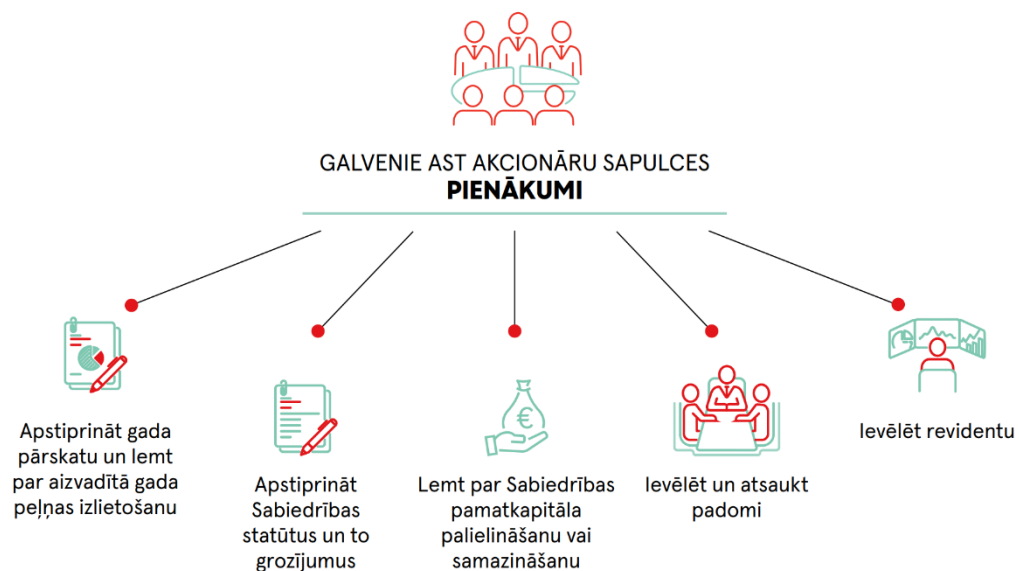 GALVENIE AST AKCIONĀRU SAPULCES
PIENĀKUMI
Apstiprināt gada
pārskatu un lemt
par aizvadītā gada
peļņas izlietošanu
Apstiprināt
Sabiedrības
statūtus un to
grozījumus
€
Lemt par Sabiedrības
pamatkapitāla
palielināšanu vai
samazināšanu
Ievēlēt un atsaukt
padomi
Ievēlēt revidentu